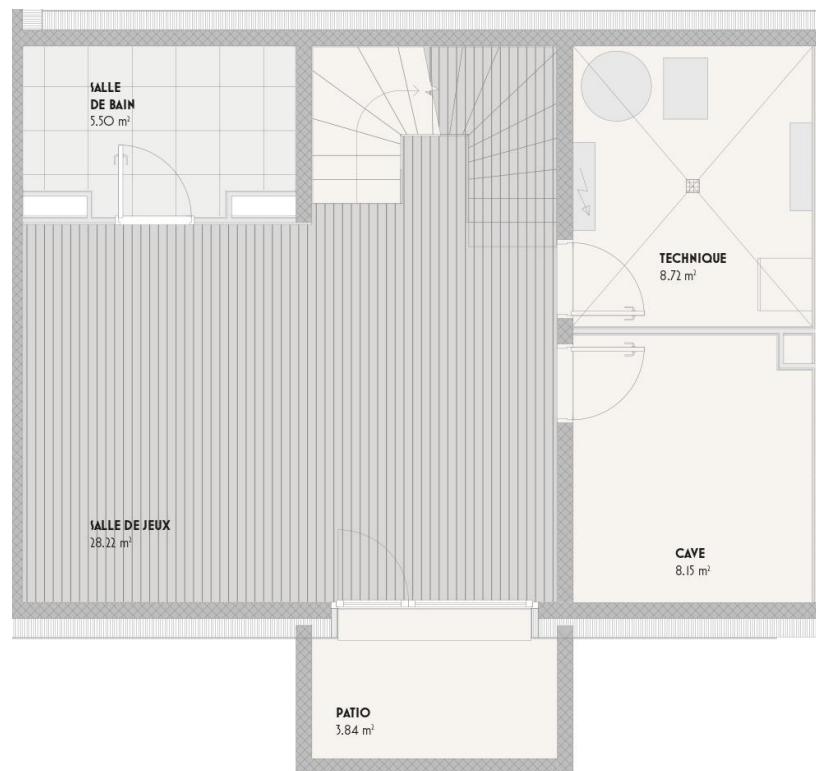 SALLE
DE BAIN
5.50 m²
TECHNIQUE
8.72 m²
SALLE DE JEUX
28.22 m²
CAVE
8.15 m²
PATIO
3.84 m²